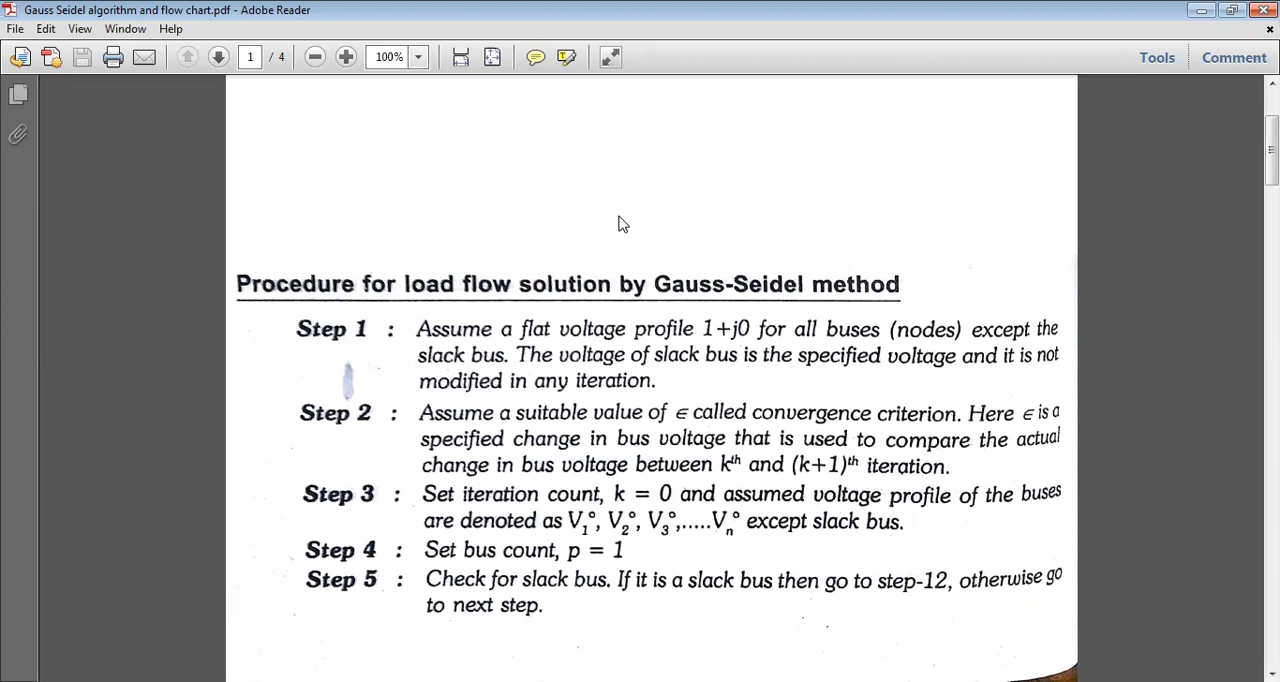 Gauss Seidel algorithm and flow chart.pdf - Adobe Reader
File Edit View Window Help
1 / 4 100% Tools Comment
Procedure for load flow solution by Gauss-Seidel method
Step 1 : Assume a flat voltage profile 1+j0 for all buses (nodes) except the
slack bus. The voltage of slack bus is the specified voltage and it is not
modified in any iteration.
Step 2 : Assume a suitable value of ∈ called convergence criterion. Here ∈ is a
specified change in bus voltage that is used to compare the actual
change in bus voltage between kᵗʰ and (k+1)ᵗʰ iteration.
Step 3 : Set iteration count, k = 0 and assumed voltage profile of the buses
are denoted as V₁°, V₂°, V₃°,.....Vₙ° except slack bus.
Step 4 : Set bus count, p = 1
Step 5 : Check for slack bus. If it is a slack bus then go to step-12, otherwise go
to next step.